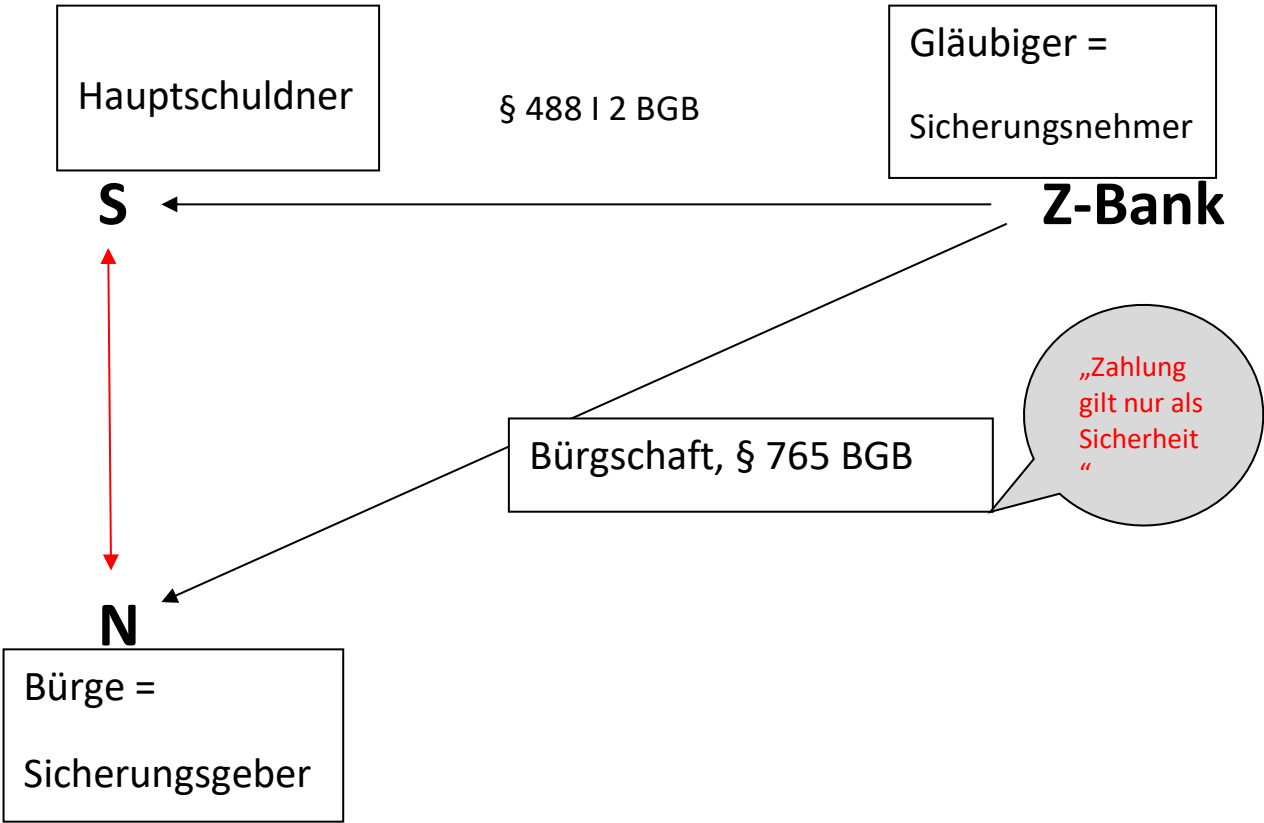 Hauptschuldner
§ 488 I 2 BGB
Gläubiger =
Sicherungsnehmer
S
Z-Bank
„Zahlung
gilt nur als
Sicherheit
“
Bürgschaft, § 765 BGB
N
Bürge =
Sicherungsgeber